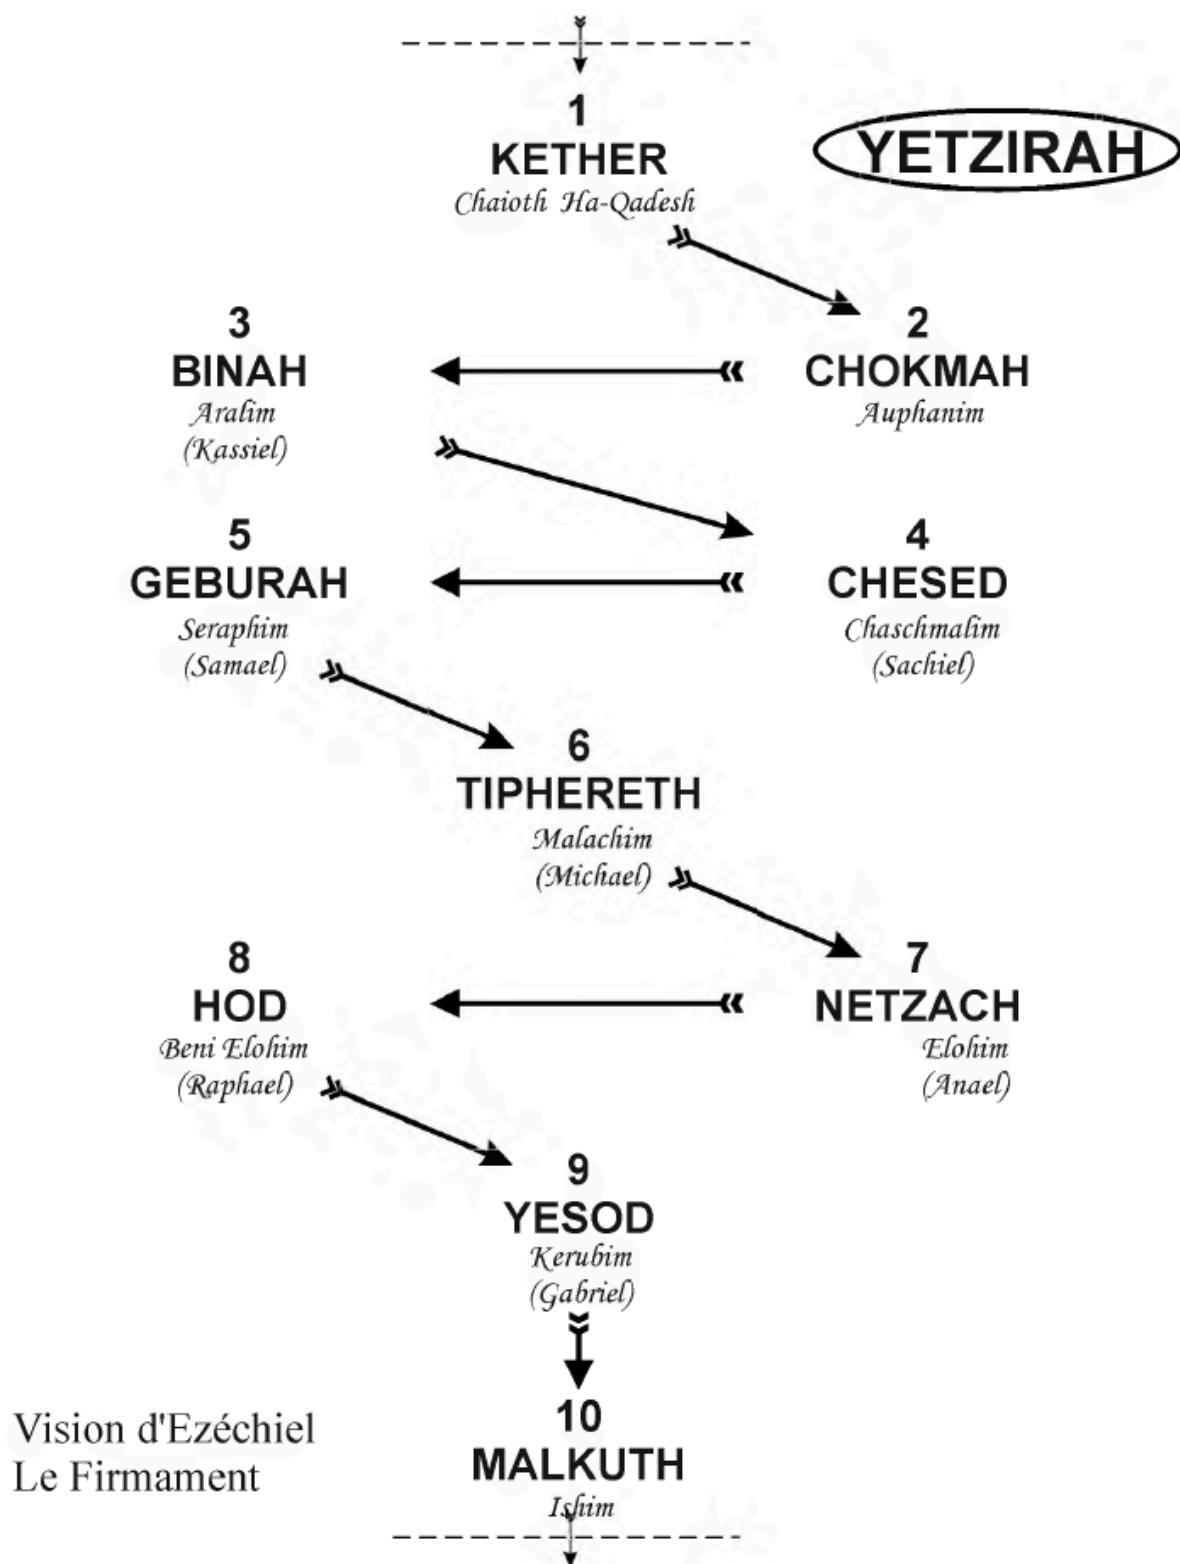 1
KETHER
Chaioth Ha-Qadesh
YETZIRAH
3
BINAH
Aralim
(Kassiel)
2
CHOKMAH
Auphanim
5
GEBURAH
Seraphim
(Samael)
4
CHESED
Chaschmalim
(Sachiel)
6
TIPHERETH
Malachim
(Michael)
8
HOD
Beni Elohim
(Raphael)
7
NETZACH
Elohim
(Anael)
9
YESOD
Kerubim
(Gabriel)
10
MALKUTH
Ishim
Vision d'Ezéchiel
Le Firmament